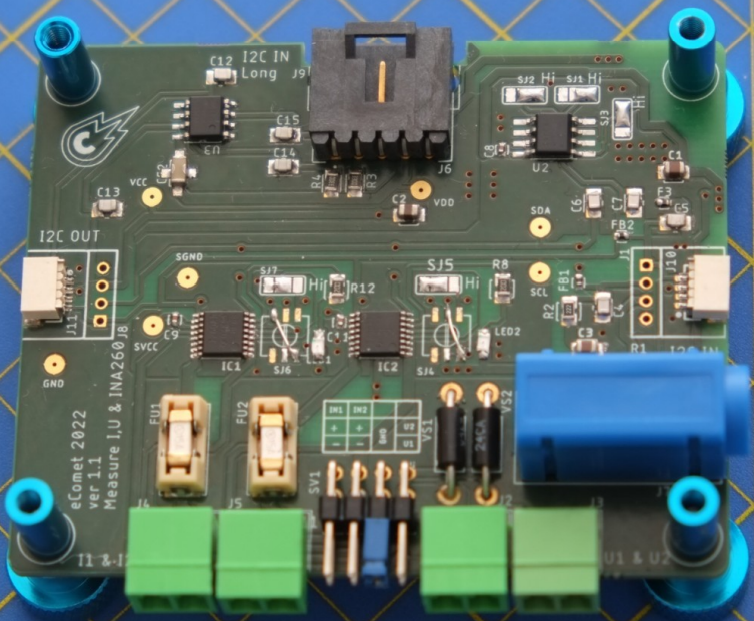 I2C IN
Long
C12
J9
C15
C14
U3
R4
R3
J6
SJ2 Hi
SJ1 Hi
SJ3
Hi
C8
U2
C1
VCC
C13
C2
VDD
C6
C7
F3
C5
SDA
FB2
I2C OUT
J11
SGND
SJ7
Hi
R12
SJ5
Hi
R8
SCL
FB1
R2
C4
J1
J10
R1
C3
SVCC
C9
IC1
SJ6
C11
IC2
SJ4
LED2
GND
J8
eComet 2022
ver 1.1
Measure I,U & INA260
FU1
FU2
IN1 IN2
+ +
- -
GND
U2
U1
SV1
VS1
VS2
24CA
J4
J5
J3
U1 & U2